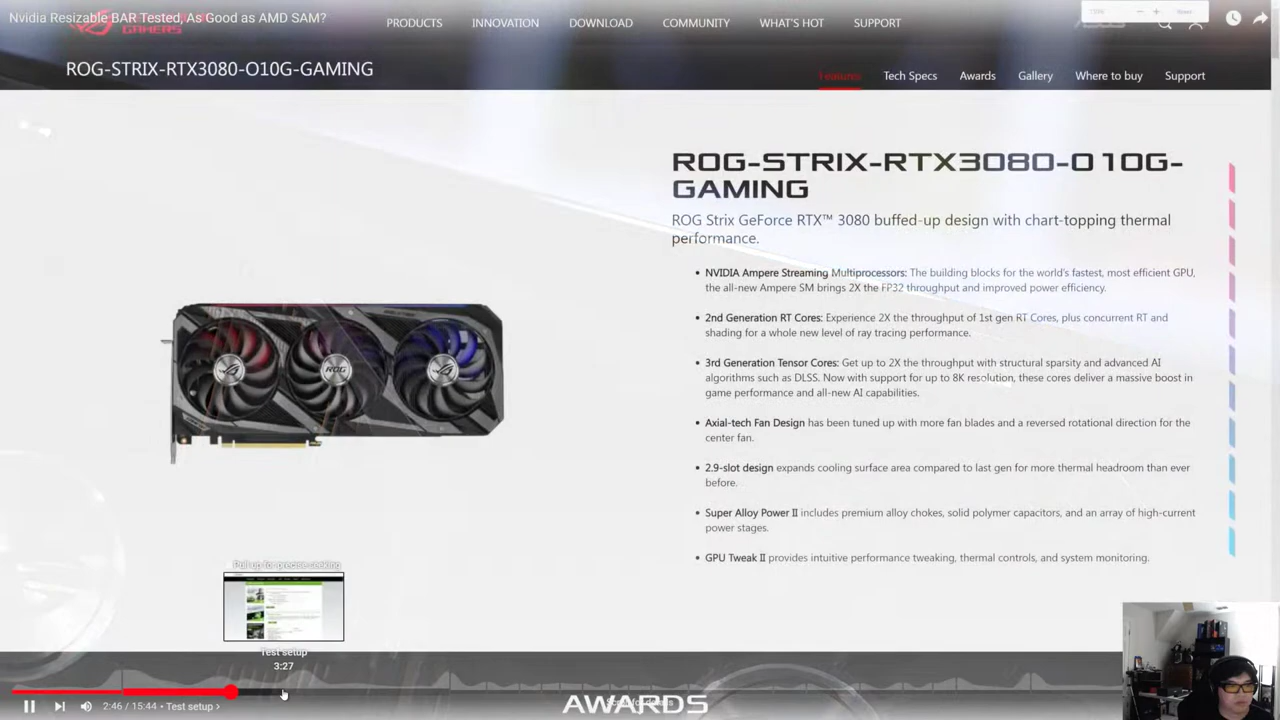 Nvidia Resizable BAR Tested, As Good as AMD SAM?
GAMERS
PRODUCTS
INNOVATION
DOWNLOAD
COMMUNITY
WHAT'S HOT
SUPPORT
ROG-STRIX-RTX3080-O10G-GAMING
Features
Tech Specs
Awards
Gallery
Where to buy
Support
ROG-STRIX-RTX3080-O10G-
GAMING
ROG Strix GeForce RTX™ 3080 buffed-up design with chart-topping thermal
performance.
• NVIDIA Ampere Streaming Multiprocessors: The building blocks for the world's fastest, most efficient GPU,
the all-new Ampere SM brings 2X the FP32 throughput and improved power efficiency.
• 2nd Generation RT Cores: Experience 2X the throughput of 1st gen RT Cores, plus concurrent RT and
shading for a whole new level of ray tracing performance.
• 3rd Generation Tensor Cores: Get up to 2X the throughput with structural sparsity and advanced AI
algorithms such as DLSS. Now with support for up to 8K resolution, these cores deliver a massive boost in
game performance and all-new AI capabilities.
• Axial-tech Fan Design has been tuned up with more fan blades and a reversed rotational direction for the
center fan.
• 2.9-slot design expands cooling surface area compared to last gen for more thermal headroom than ever
before.
• Super Alloy Power II includes premium alloy chokes, solid polymer capacitors, and an array of high-current
power stages.
• GPU Tweak II provides intuitive performance tweaking, thermal controls, and system monitoring.
ROG
Pull up for precise seeking
Test setup
3:27
2:46 / 15:44 • Test setup ›
AWARDS